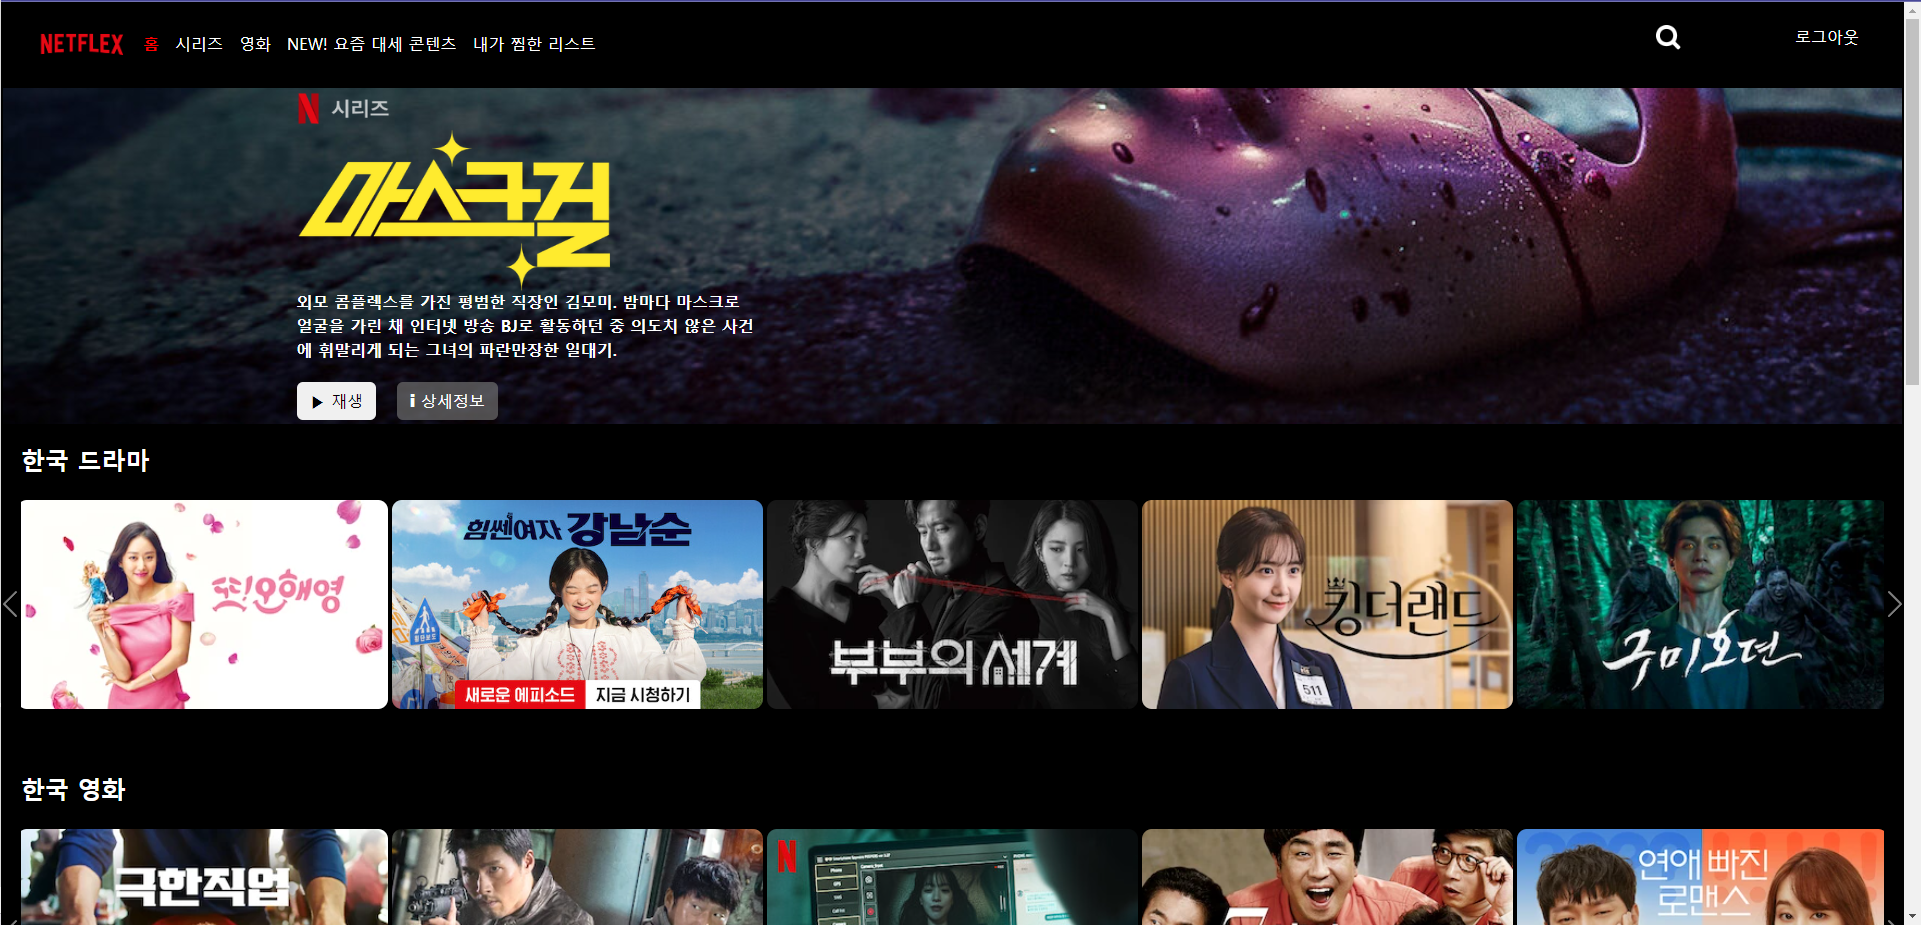 NETFLEX 홈 시리즈 영화 NEW! 요즘 대세 콘텐츠 내가 찜한 리스트 로그아웃
N 시리즈
마스크걸
외모 콤플렉스를 가진 평범한 직장인 김모미. 밤마다 마스크로
얼굴을 가린 채 인터넷 방송 BJ로 활동하던 중 의도치 않은 사건
에 휘말리게 되는 그녀의 파란만장한 일대기.
▶ 재생 i 상세정보
한국 드라마
또!오해영
힘쎈여자 강남순
새로운 에피소드 지금 시청하기
부부의 세계
킹더랜드
511
구미호뎐
한국 영화
극한직업
N
7
연애 빠진
로맨스